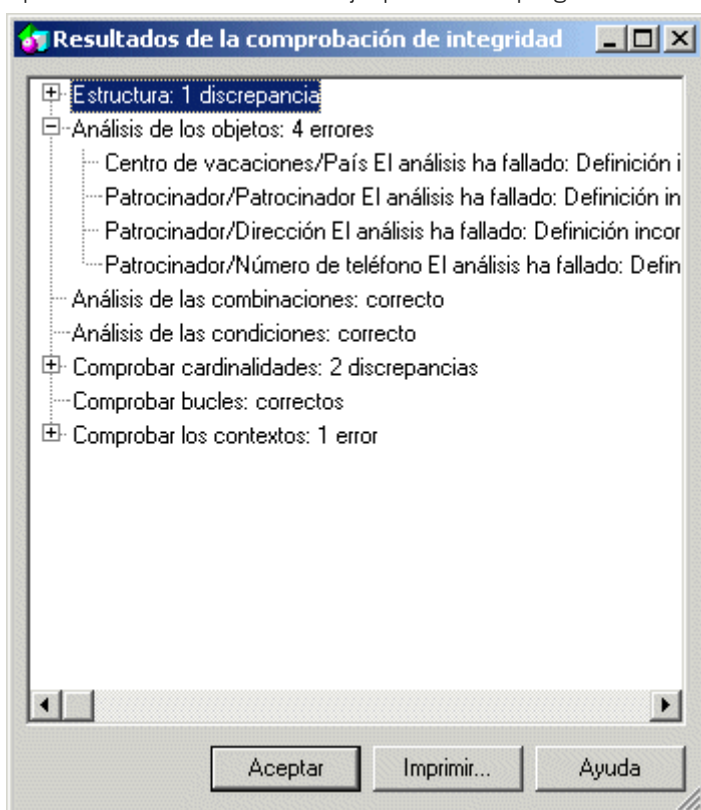 Resultados de la comprobación de integridad
Estructura: 1 discrepancia
Análisis de los objetos: 4 errores
Centro de vacaciones/País El análisis ha fallado: Definición i
Patrocinador/Patrocinador El análisis ha fallado: Definición in
Patrocinador/Dirección El análisis ha fallado: Definición incor
Patrocinador/Número de teléfono El análisis ha fallado: Defin
Análisis de las combinaciones: correcto
Análisis de las condiciones: correcto
Comprobar cardinalidades: 2 discrepancias
Comprobar bucles: correctos
Comprobar los contextos: 1 error
Aceptar
Imprimir...
Ayuda